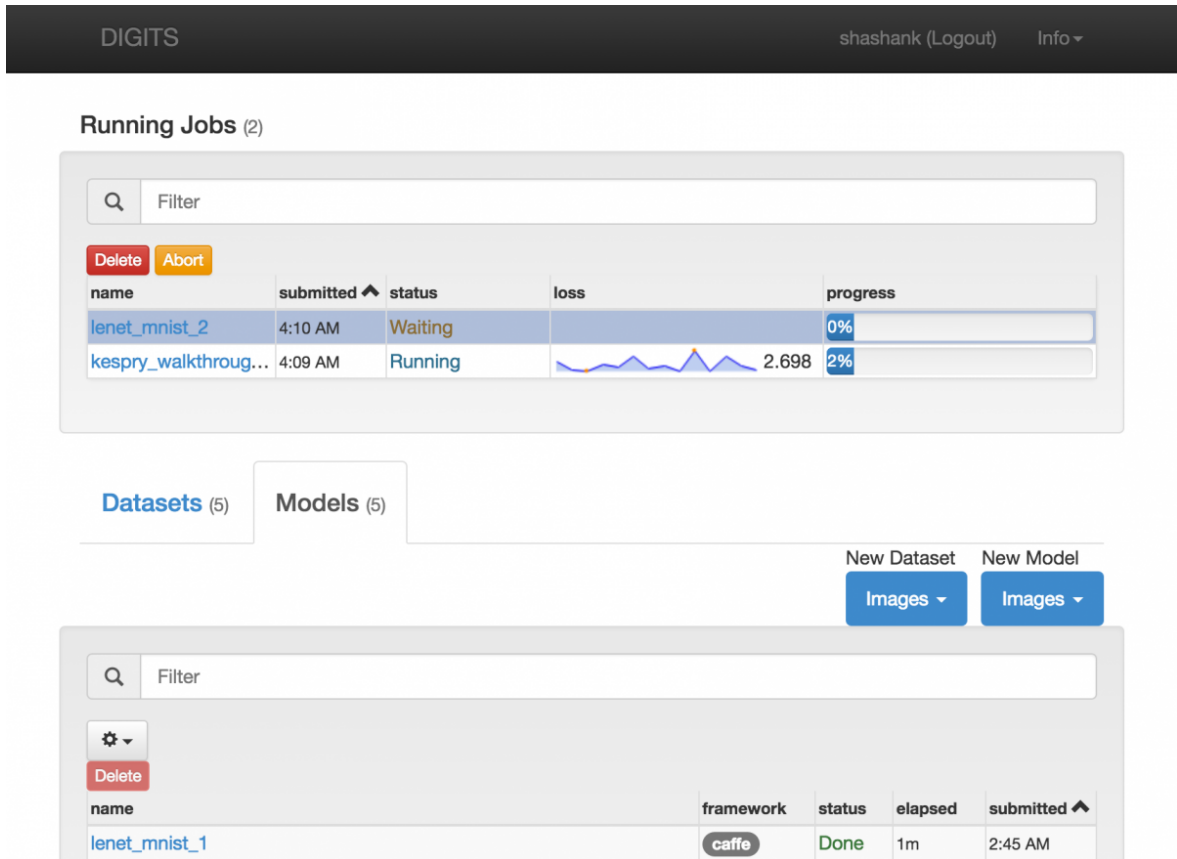 DIGITS shashank (Logout) Info
Running Jobs (2)
Filter
Delete Abort
name submitted status loss progress
lenet_mnist_2 4:10 AM Waiting 0%
kespry_walkthroug... 4:09 AM Running 2.698 2%
Datasets (5) Models (5)
New Dataset New Model
Images Images
Filter
Delete
name framework status elapsed submitted
lenet_mnist_1 caffe Done 1m 2:45 AM